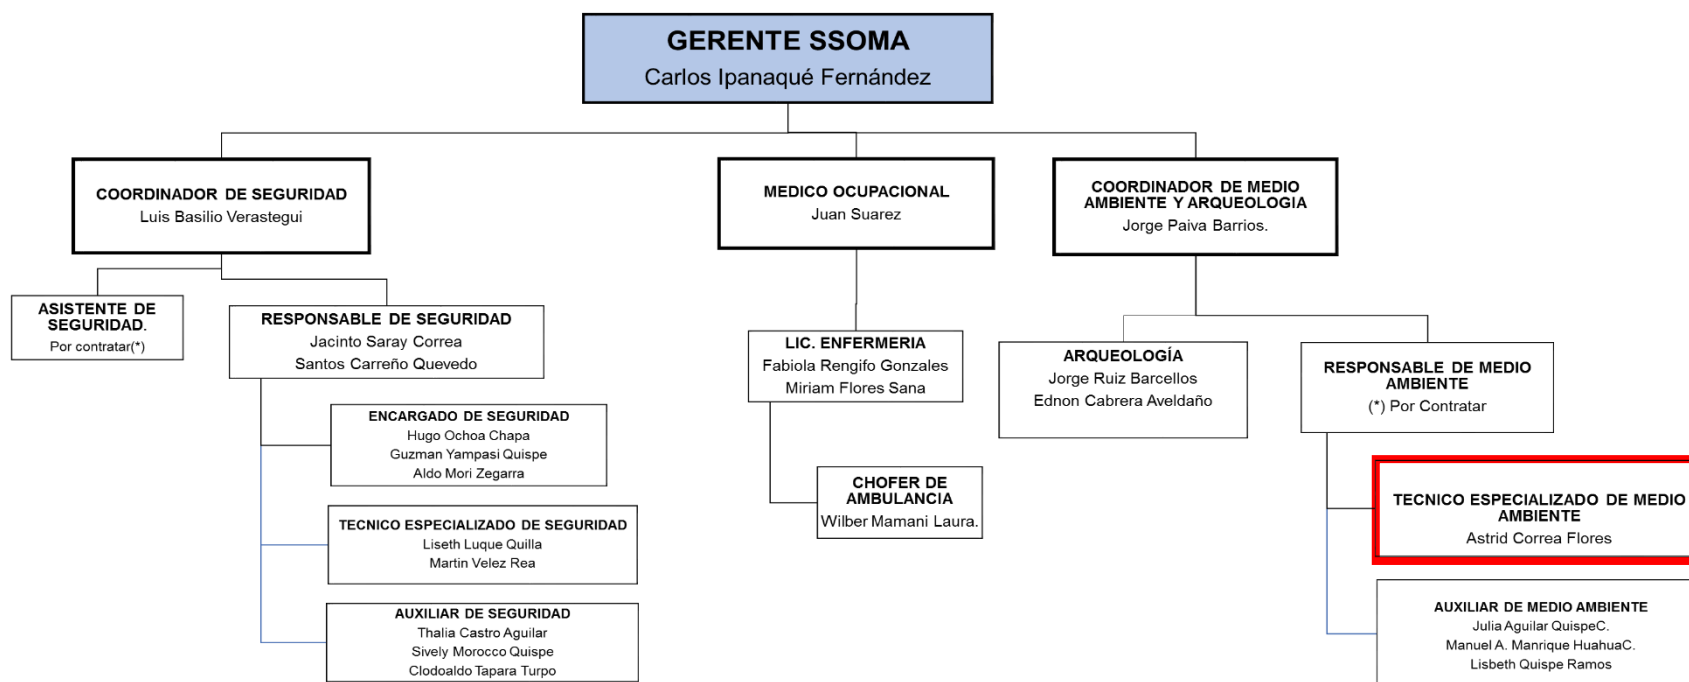 GERENTE SSOMA
Carlos Ipanaqué Fernández
COORDINADOR DE SEGURIDAD
Luis Basilio Verastegui
MEDICO OCUPACIONAL
Juan Suarez
COORDINADOR DE MEDIO
AMBIENTE Y ARQUEOLOGIA
Jorge Paiva Barrios.
ASISTENTE DE
SEGURIDAD.
Por contratar(*)
RESPONSABLE DE SEGURIDAD
Jacinto Saray Correa
Santos Carreño Quevedo
ENCARGADO DE SEGURIDAD
Hugo Ochoa Chapa
Guzman Yampasi Quispe
Aldo Mori Zegarra
TECNICO ESPECIALIZADO DE SEGURIDAD
Liseth Luque Quilla
Martin Velez Rea
AUXILIAR DE SEGURIDAD
Thalia Castro Aguilar
Sively Morocco Quispe
Clodoaldo Tapara Turpo
LIC. ENFERMERIA
Fabiola Rengifo Gonzales
Miriam Flores Sana
CHOFER DE
AMBULANCIA
Wilber Mamani Laura.
ARQUEOLOGÍA
Jorge Ruiz Barcellos
Ednon Cabrera Aveldaño
RESPONSABLE DE MEDIO
AMBIENTE
(*) Por Contratar
TECNICO ESPECIALIZADO DE MEDIO
AMBIENTE
Astrid Correa Flores
AUXILIAR DE MEDIO AMBIENTE
Julia Aguilar QuispeC.
Manuel A. Manrique HuahuaC.
Lisbeth Quispe Ramos